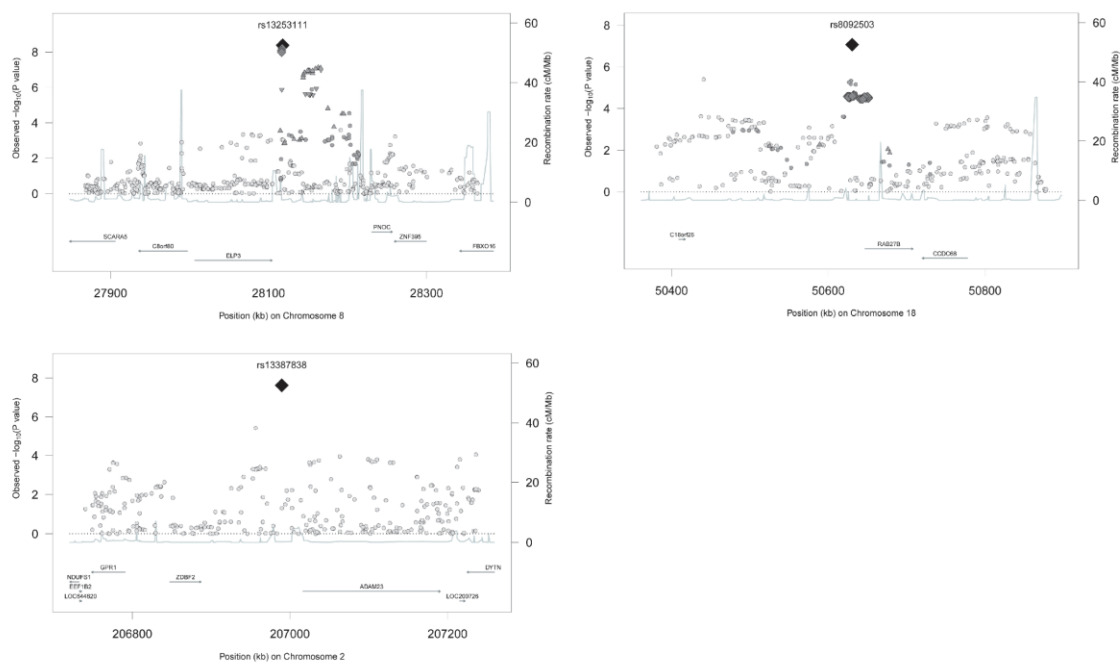 rs13253111
Observed −log10(P value)
Recombination rate (cM/Mb)
8
6
4
2
0
60
40
20
0
SCARA5
C8orf80
ELP3
PNOC
ZNF395
FBXO16
27900 28100 28300
Position (kb) on Chromosome 8
rs8092503
Observed −log10(P value)
Recombination rate (cM/Mb)
8
6
4
2
0
60
40
20
0
C18orf26
RAB27B
CCDC68
50400 50600 50800
Position (kb) on Chromosome 18
rs13387838
Observed −log10(P value)
Recombination rate (cM/Mb)
8
6
4
2
0
60
40
20
0
GPR1
NDUFS1
EEF1B2
ZDBF2
ADAM23
DYTN
206800 207000 207200
Position (kb) on Chromosome 2